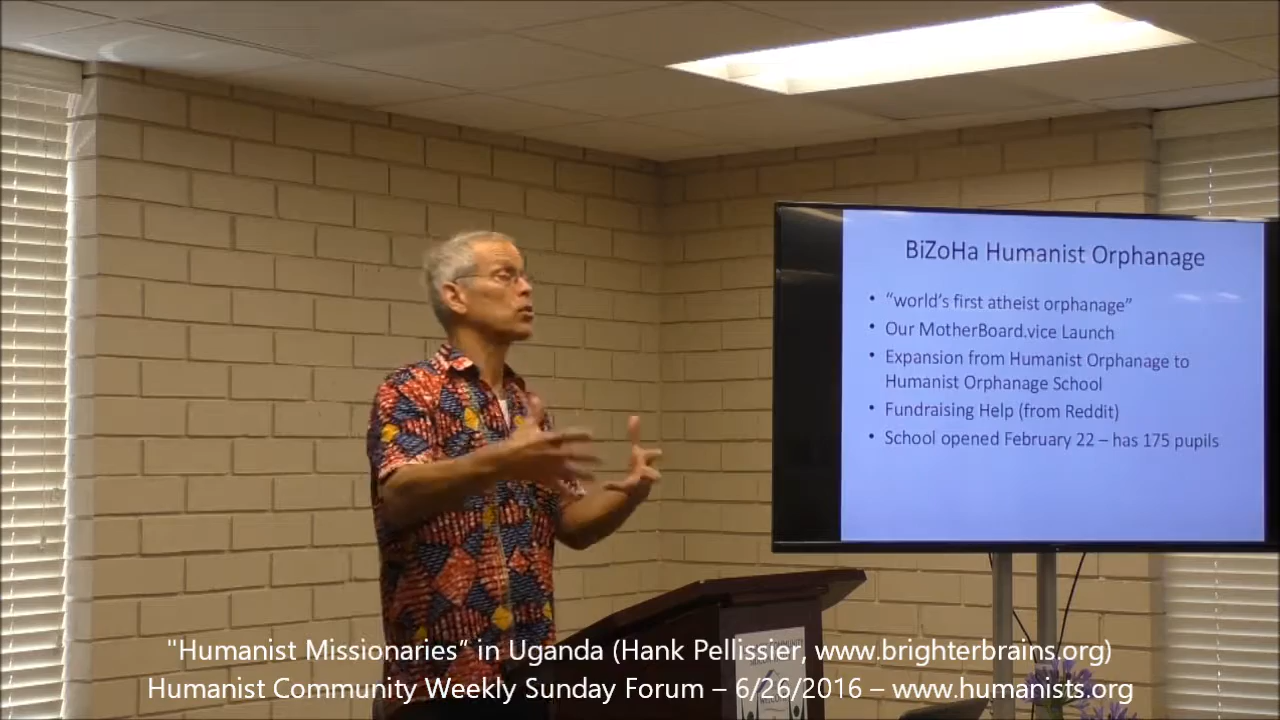 BiZoHa Humanist Orphanage
• “world’s first atheist orphanage”
• Our MotherBoard.vice Launch
• Expansion from Humanist Orphanage to
Humanist Orphanage School
• Fundraising Help (from Reddit)
• School opened February 22 – has 175 pupils
"Humanist Missionaries” in Uganda (Hank Pellissier, www.brighterbrains.org)
Humanist Community Weekly Sunday Forum – 6/26/2016 – www.humanists.org